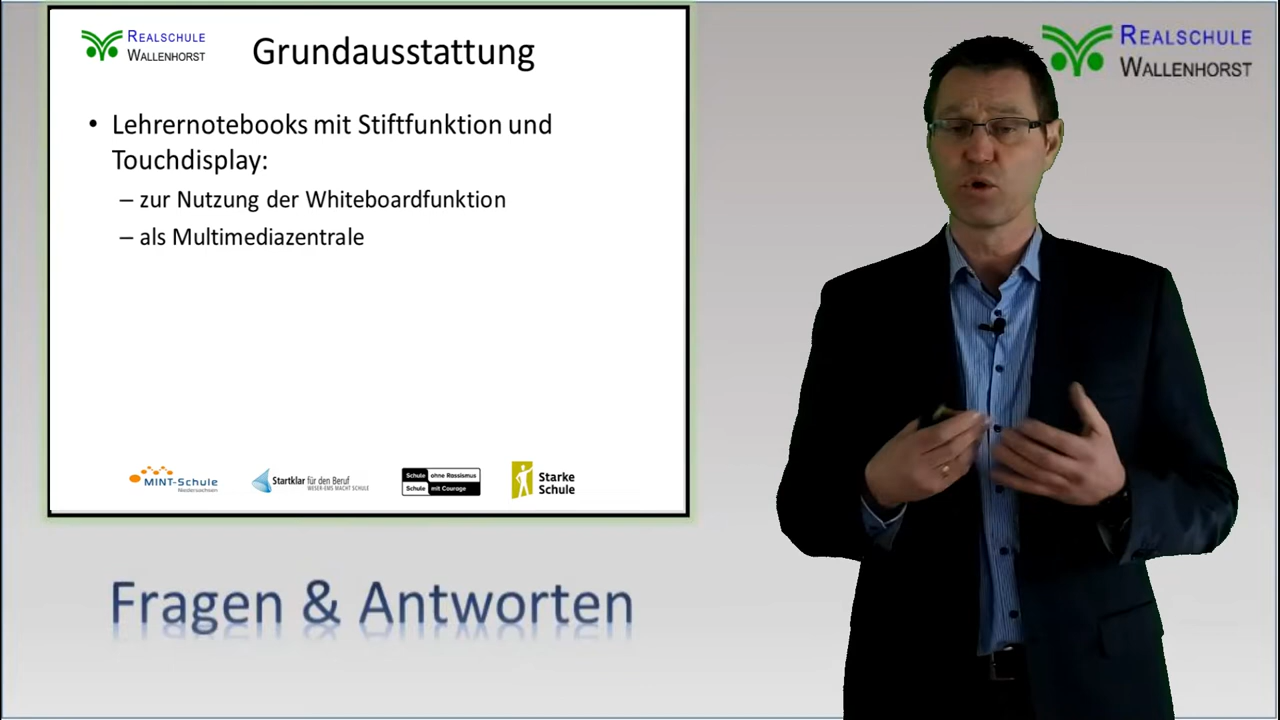 REALSCHULE
WALLENHORST
Grundausstattung
• Lehrernotebooks mit Stiftfunktion und
Touchdisplay:
– zur Nutzung der Whiteboardfunktion
– als Multimediazentrale
MINT-Schule
Niedersachsen
Startklar für den Beruf
WESER-EMS MACHT SCHULE
Schule ohne Rassismus
Schule mit Courage
Starke
Schule
Fragen & Antworten
REALSCHULE
WALLENHORST